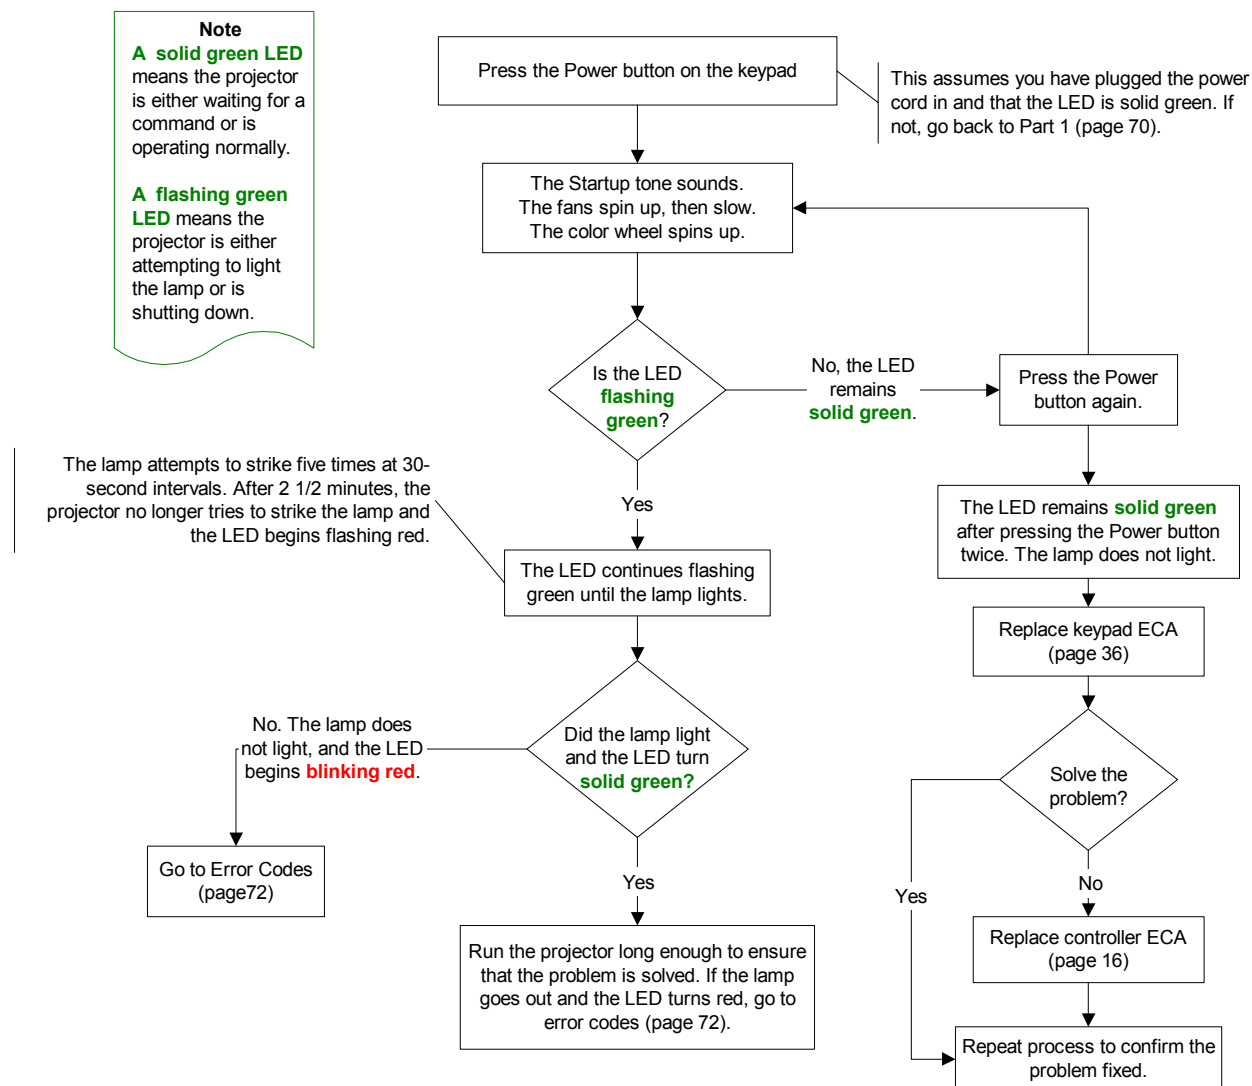 Note
A solid green LED
means the projector
is either waiting for a
command or is
operating normally.
A flashing green
LED means the
projector is either
attempting to light
the lamp or is
shutting down.
Press the Power button on the keypad
This assumes you have plugged the power
cord in and that the LED is solid green. If
not, go back to Part 1 (page 70).
The Startup tone sounds.
The fans spin up, then slow.
The color wheel spins up.
Is the LED
flashing
green?
No, the LED
remains
solid green.
Press the Power
button again.
The lamp attempts to strike five times at 30-
second intervals. After 2 1/2 minutes, the
projector no longer tries to strike the lamp and
the LED begins flashing red.
Yes
The LED remains solid green
after pressing the Power button
twice. The lamp does not light.
The LED continues flashing
green until the lamp lights.
Replace keypad ECA
(page 36)
No. The lamp does
not light, and the LED
begins blinking red.
Did the lamp light
and the LED turn
solid green?
Solve the
problem?
Go to Error Codes
(page72)
Yes
Yes
No
Run the projector long enough to ensure
that the problem is solved. If the lamp
goes out and the LED turns red, go to
error codes (page 72).
Replace controller ECA
(page 16)
Repeat process to confirm the
problem fixed.